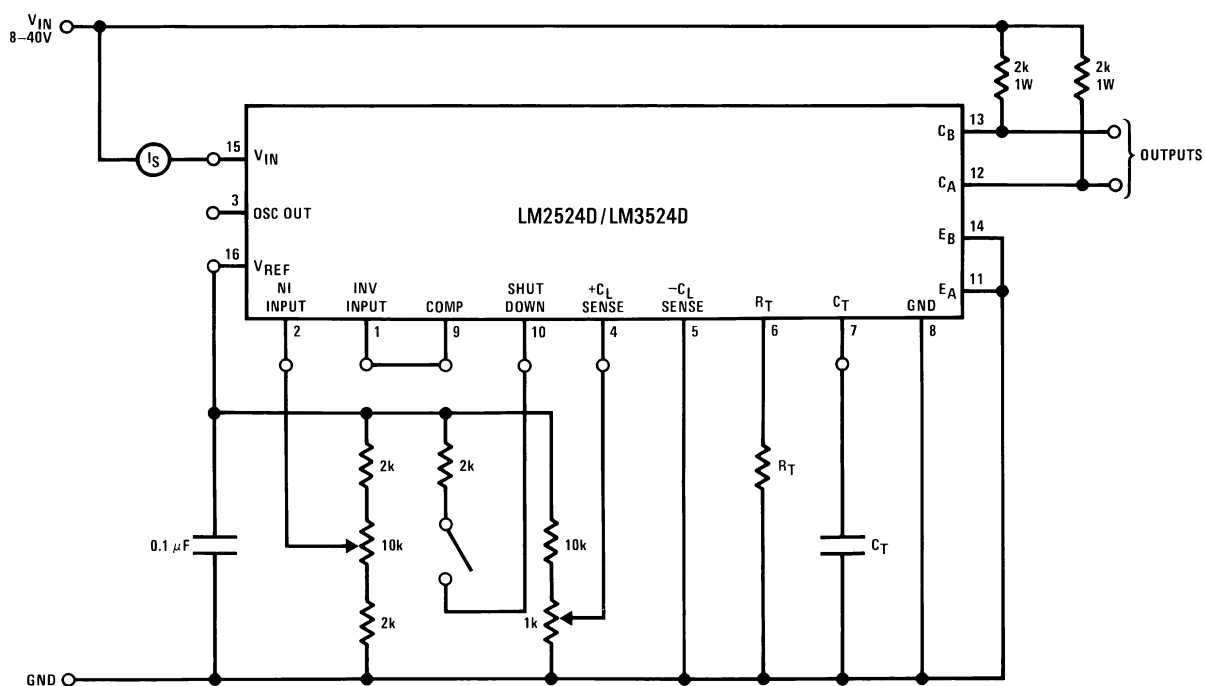 VIN
8–40V
2k
1W
2k
1W
IS
15
VIN
3
OSC OUT
16
VREF
LM2524D/LM3524D
CB
13
CA
12
OUTPUTS
EB
14
EA
11
NI
INPUT
INV
INPUT
COMP
SHUT
DOWN
+CL
SENSE
−CL
SENSE
RT
CT
GND
2
1
9
10
4
5
6
7
8
2k
2k
RT
0.1 μF
10k
10k
CT
2k
1k
GND